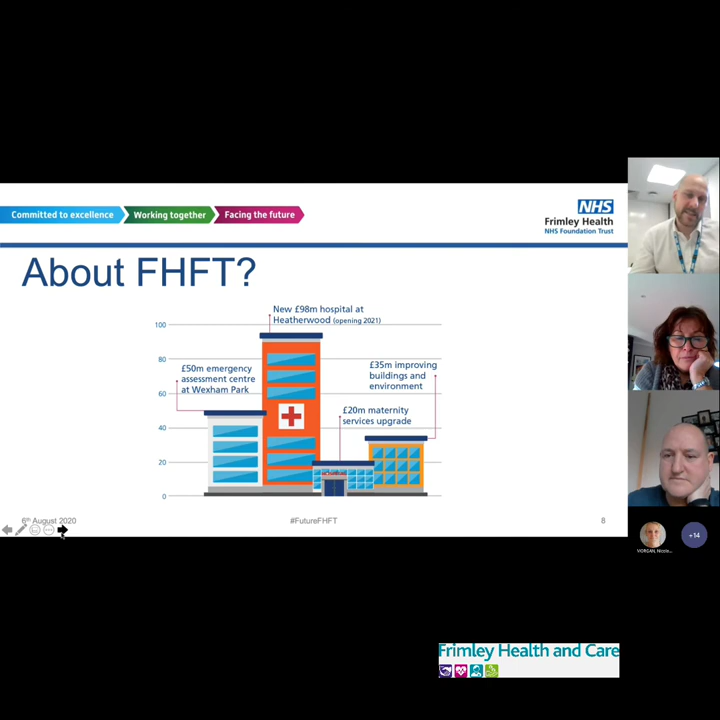 Committed to excellence
Working together
Facing the future
NHS
Frimley Health
NHS Foundation Trust
About FHFT?
New £98m hospital at
Heatherwood (opening 2021)
£50m emergency
assessment centre
at Wexham Park
£35m improving
buildings and
environment
£20m maternity
services upgrade
100
80
60
40
20
0
6th August 2020
#FutureFHFT
8
+14
Frimley Health and Care